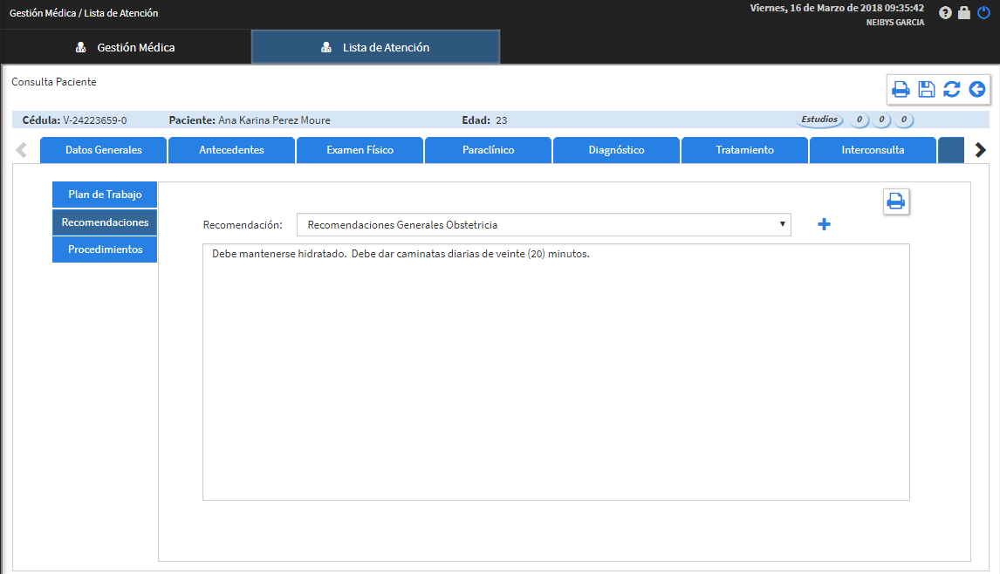 Gestión Médica / Lista de Atención
Viernes, 16 de Marzo de 2018 09:35:42
NEIBYS GARCIA
Gestión Médica
Lista de Atención
Consulta Paciente
Cédula: V-24223659-0 Paciente: Ana Karina Perez Moure Edad: 23 Estudios 0 0 0
Datos Generales Antecedentes Examen Físico Paraclínico Diagnóstico Tratamiento Interconsulta
Plan de Trabajo
Recomendaciones
Procedimientos
Recomendación: Recomendaciones Generales Obstetricia
Debe mantenerse hidratado. Debe dar caminatas diarias de veinte (20) minutos.